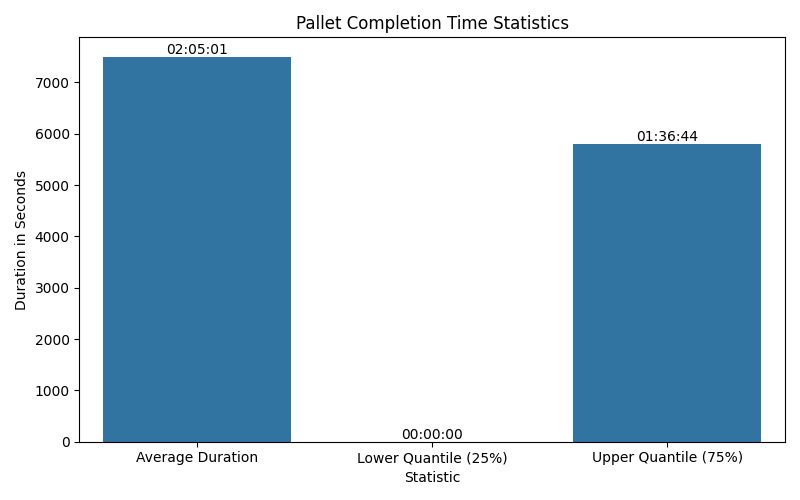 Pallet Completion Time Statistics
02:05:01
01:36:44
00:00:00
7000
6000
5000
4000
3000
2000
1000
0
Duration in Seconds
Average Duration
Lower Quantile (25%)
Upper Quantile (75%)
Statistic